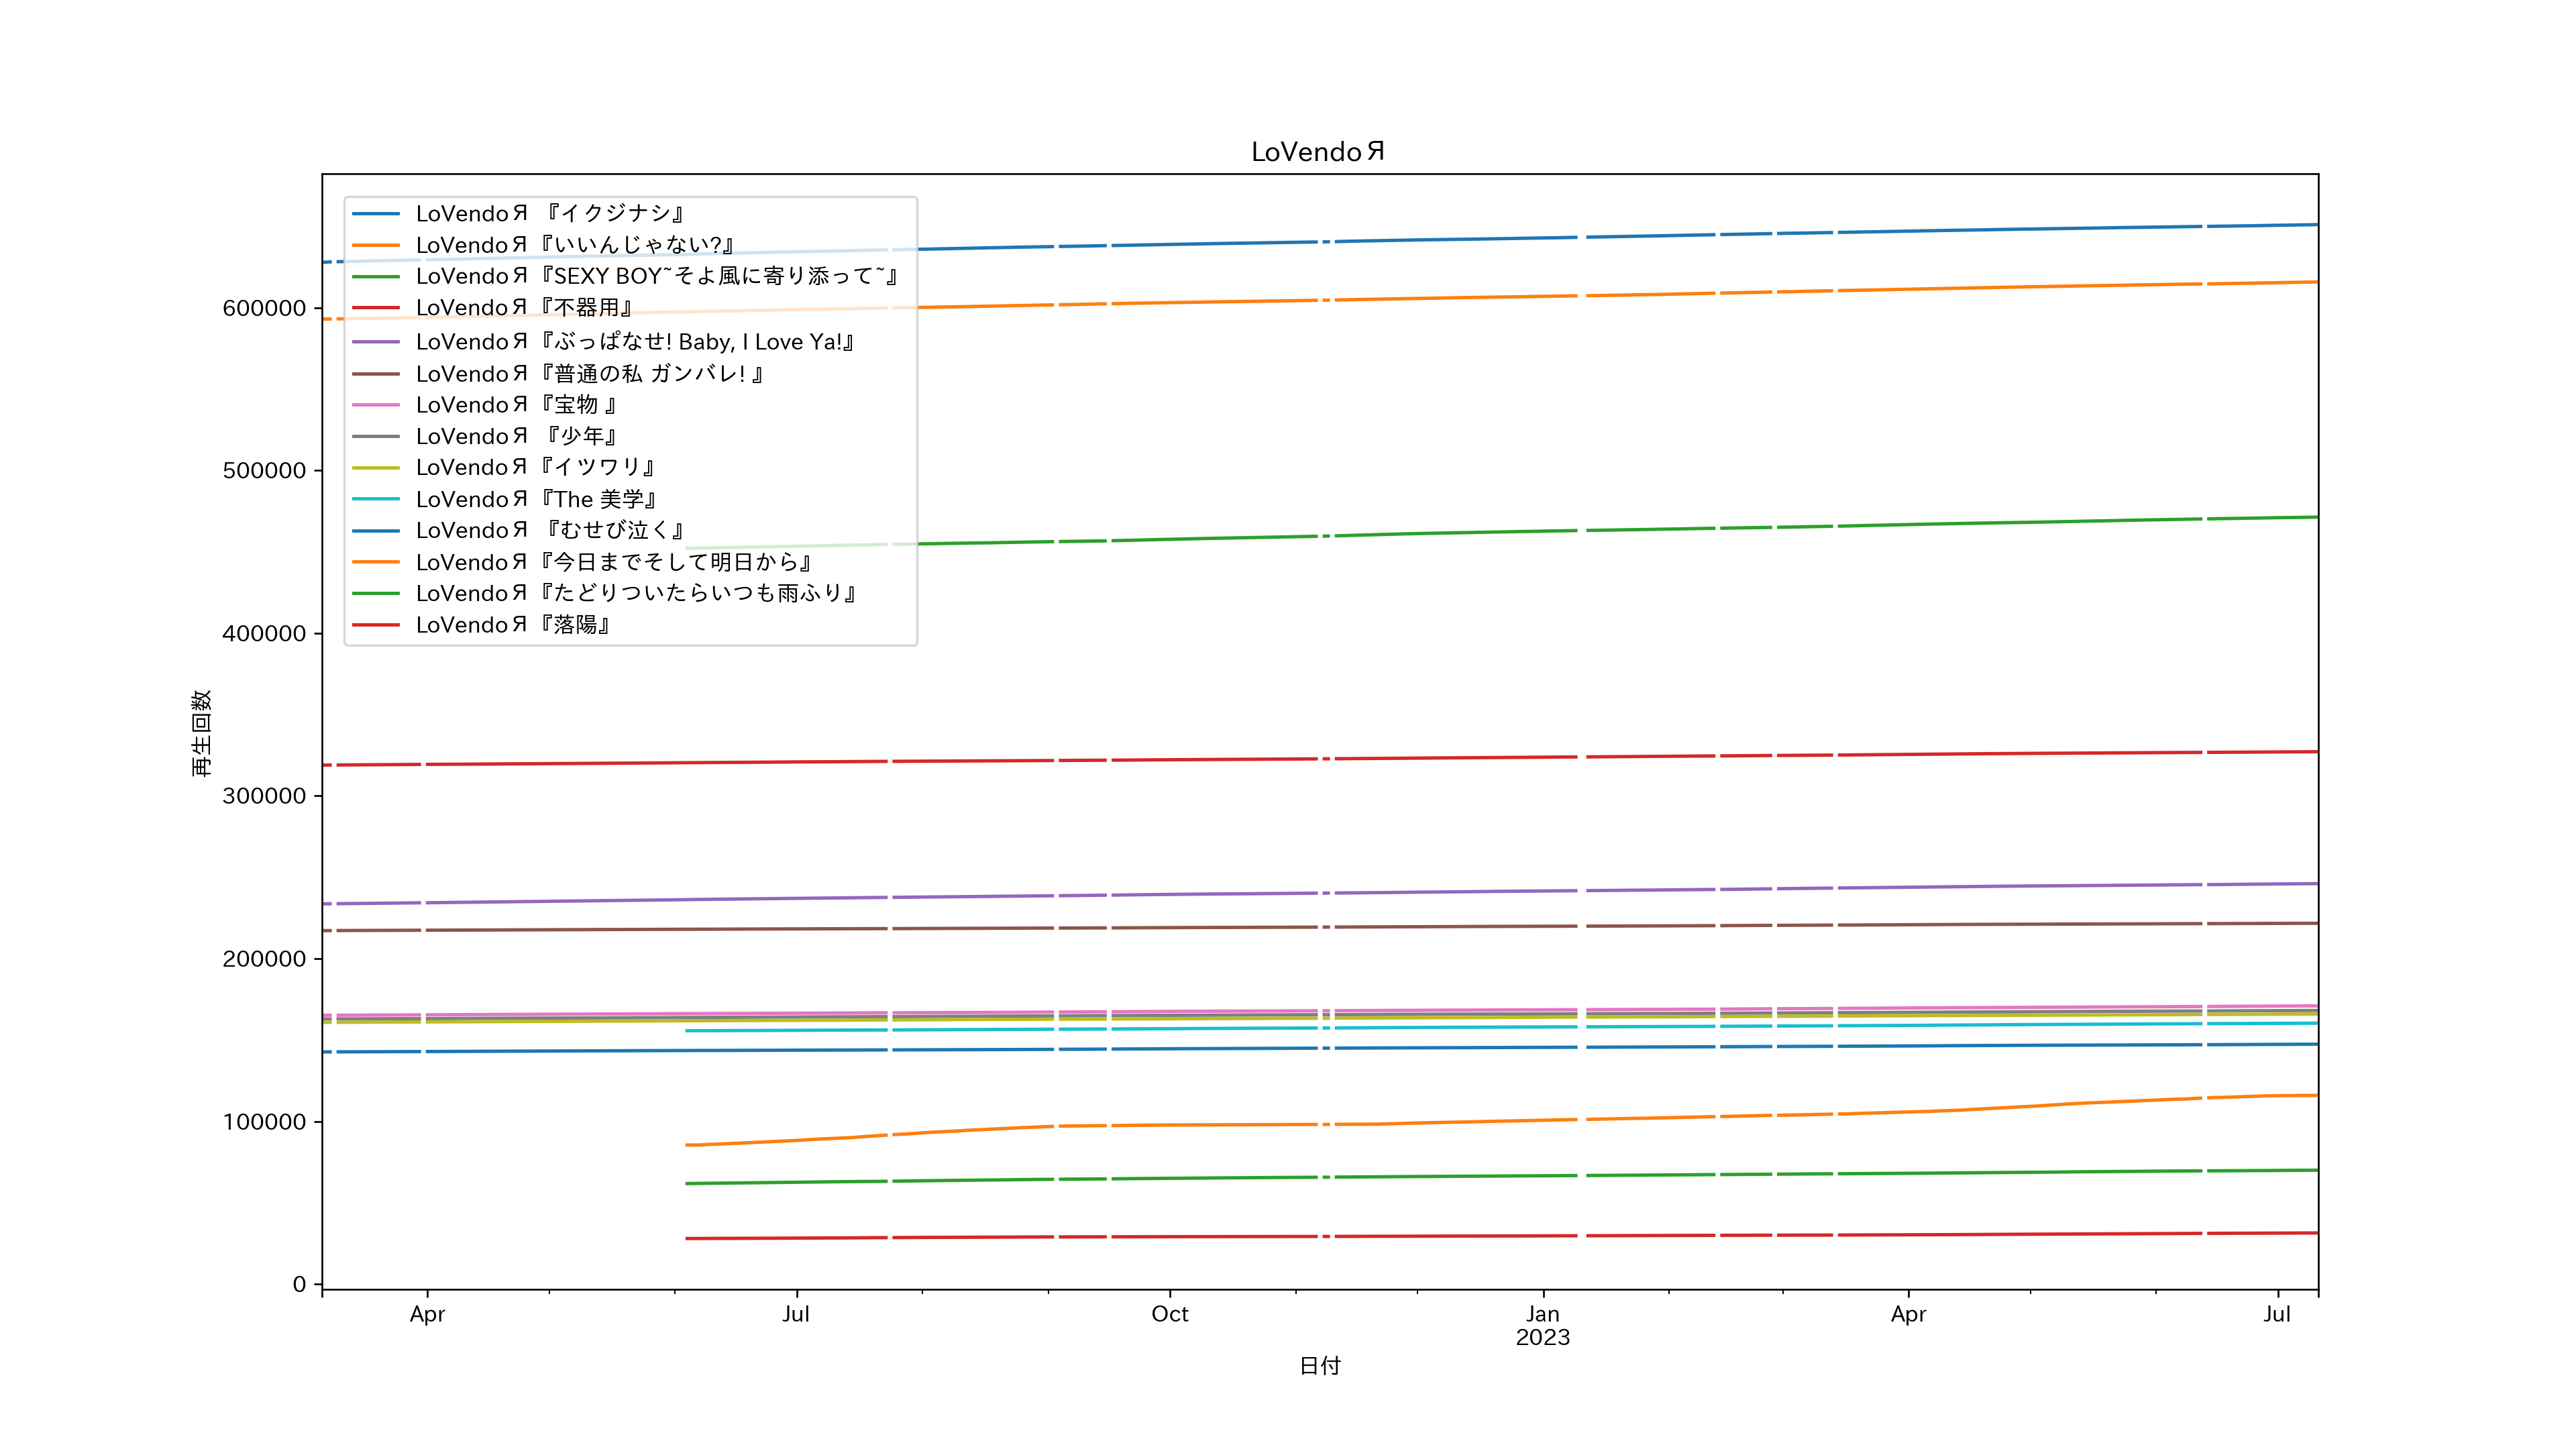 LoVendoЯ
LoVendoЯ 『イクジナシ』
LoVendoЯ『いいんじゃない?』
LoVendoЯ『SEXY BOY~そよ風に寄り添って~』
LoVendoЯ『不器用』
LoVendoЯ『ぶっぱなせ! Baby, I Love Ya!』
LoVendoЯ『普通の私 ガンバレ! 』
LoVendoЯ『宝物 』
LoVendoЯ 『少年』
LoVendoЯ『イツワリ』
LoVendoЯ『The 美学』
LoVendoЯ 『むせび泣く』
LoVendoЯ『今日までそして明日から』
LoVendoЯ『たどりついたらいつも雨ふり』
LoVendoЯ『落陽』
600000
500000
400000
300000
200000
100000
0
再生回数
Apr Jul Oct Jan Apr Jul
2023
日付